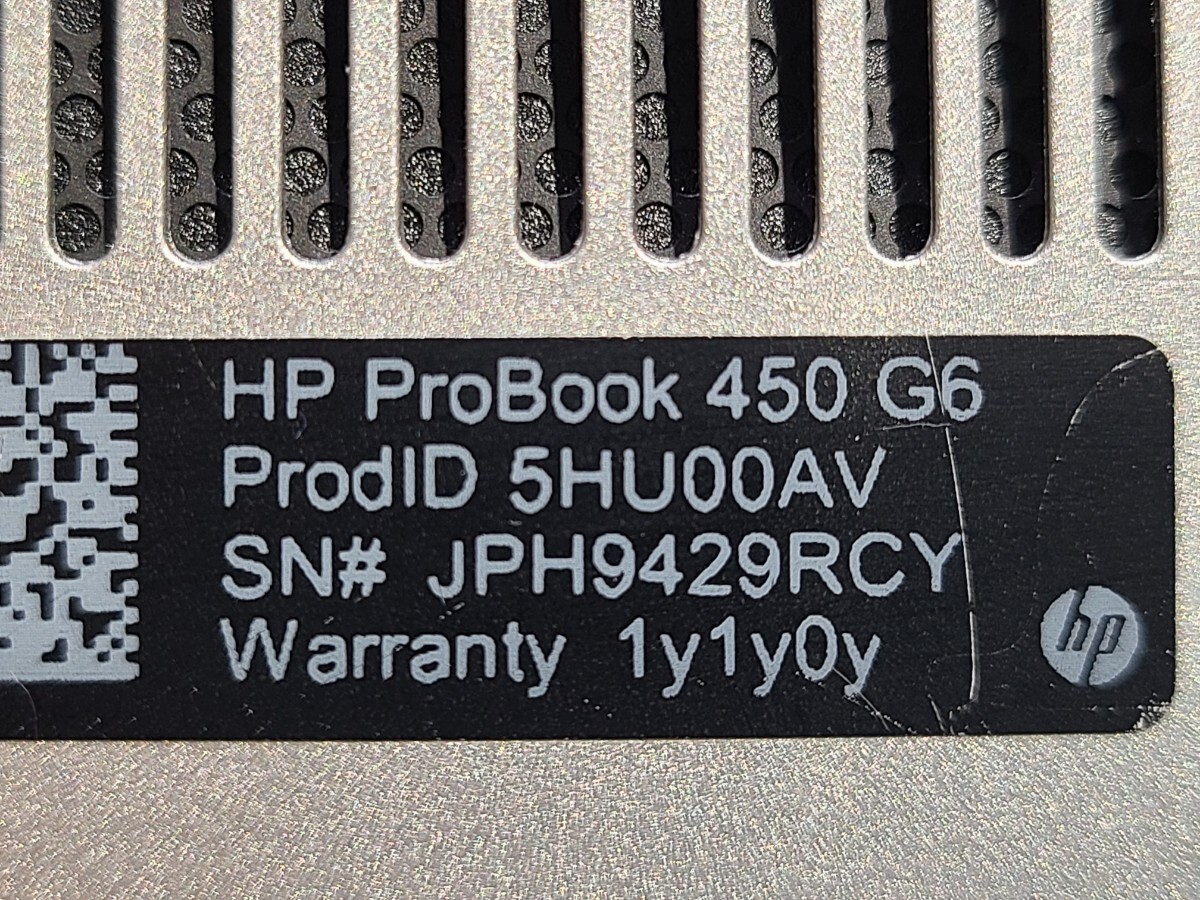 HP ProBook 450 G6
ProdID 5HU00AV
SN# JPH9429RCY
Warranty 1y1y0y
hp